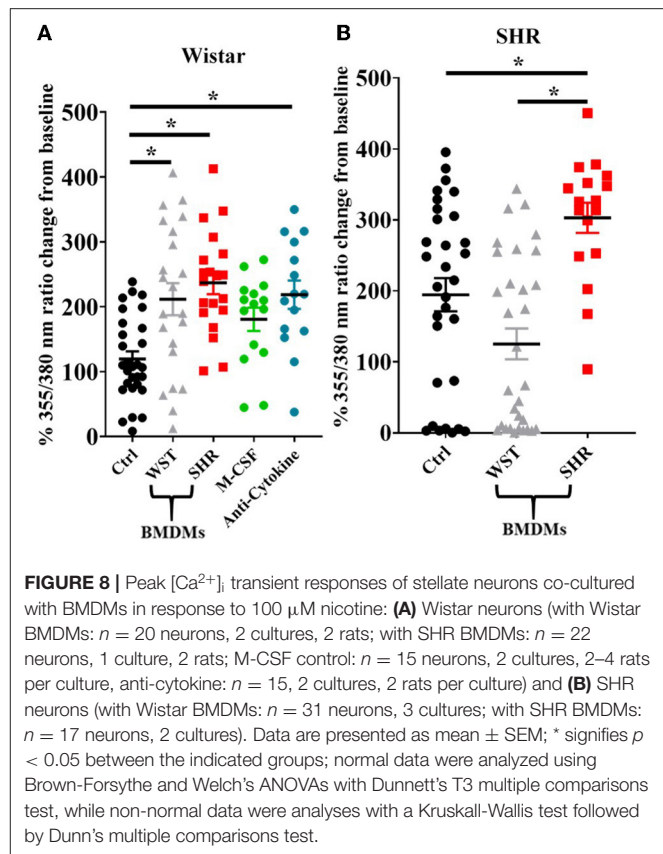 A
Wistar
% 355/380 nm ratio change from baseline
500
400
300
200
100
0
*
*
*
Ctrl
WST
SHR
M-CSF
Anti-Cytokine
BMDMs
B
SHR
% 355/380 nm ratio change from baseline
500
400
300
200
100
0
*
*
Ctrl
WST
SHR
BMDMs
FIGURE 8 | Peak [Ca²⁺]ᵢ transient responses of stellate neurons co-cultured
with BMDMs in response to 100 μM nicotine: (A) Wistar neurons (with Wistar
BMDMs: n = 20 neurons, 2 cultures, 2 rats; with SHR BMDMs: n = 22
neurons, 1 culture, 2 rats; M-CSF control: n = 15 neurons, 2 cultures, 2–4 rats
per culture, anti-cytokine: n = 15, 2 cultures, 2 rats per culture) and (B) SHR
neurons (with Wistar BMDMs: n = 31 neurons, 3 cultures; with SHR BMDMs:
n = 17 neurons, 2 cultures). Data are presented as mean ± SEM; * signifies p
< 0.05 between the indicated groups; normal data were analyzed using
Brown-Forsythe and Welch's ANOVAs with Dunnett's T3 multiple comparisons
test, while non-normal data were analyses with a Kruskall-Wallis test followed
by Dunn's multiple comparisons test.